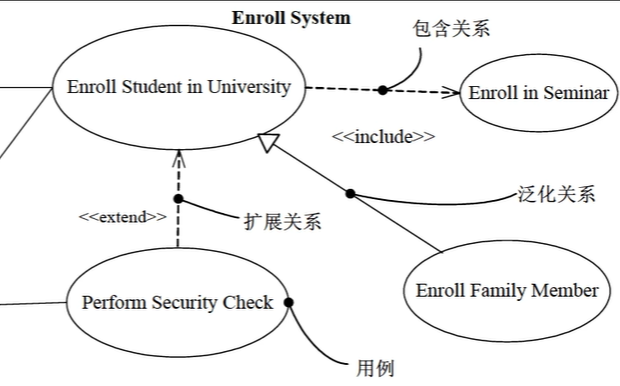 Enroll System
包含关系
Enroll Student in University
Enroll in Seminar
<<include>>
泛化关系
<<extend>>
扩展关系
Perform Security Check
Enroll Family Member
用例